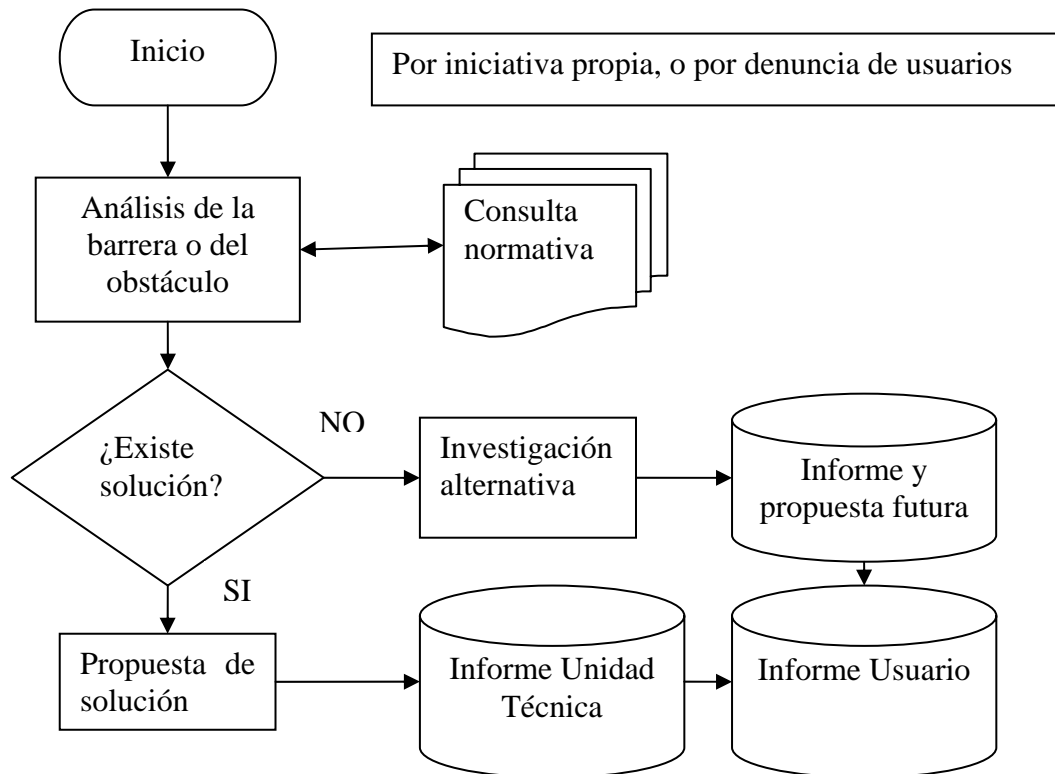 Inicio
Por iniciativa propia, o por denuncia de usuarios
Análisis de la
barrera o del
obstáculo
Consulta
normativa
¿Existe
solución?
NO
Investigación
alternativa
Informe y
propuesta futura
SI
Propuesta de
solución
Informe Unidad
Técnica
Informe Usuario